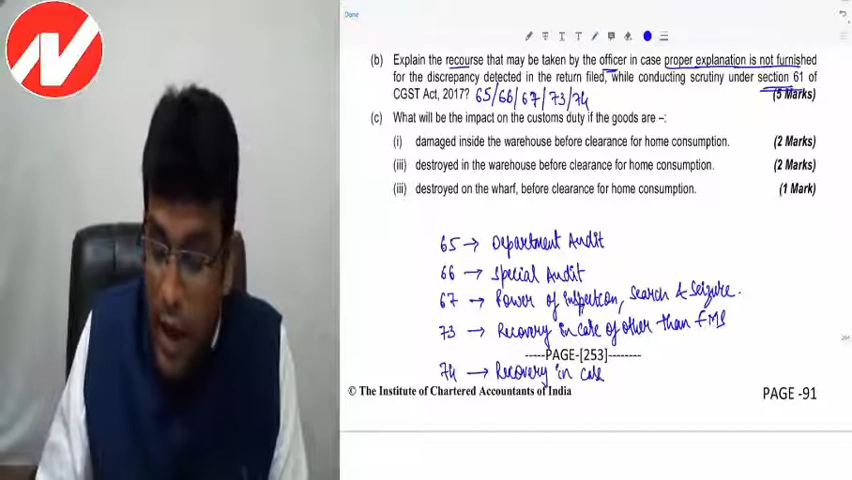 Done
(b) Explain the recourse that may be taken by the officer in case proper explanation is not furnished
for the discrepancy detected in the return filed, while conducting scrutiny under section 61 of
CGST Act, 2017? 65/66/67/73/74 (5 Marks)
(c) What will be the impact on the customs duty if the goods are –:
(i) damaged inside the warehouse before clearance for home consumption. (2 Marks)
(iii) destroyed in the warehouse before clearance for home consumption. (2 Marks)
(iii) destroyed on the wharf, before clearance for home consumption. (1 Mark)
65 → Department Audit
66 → Special Audit
67 → Power of Inspection, Search & Seizure.
73 → Recovery in case of other than FMS
-----PAGE-[253]--------
74 → Recovery in case
© The Institute of Chartered Accountants of India PAGE -91